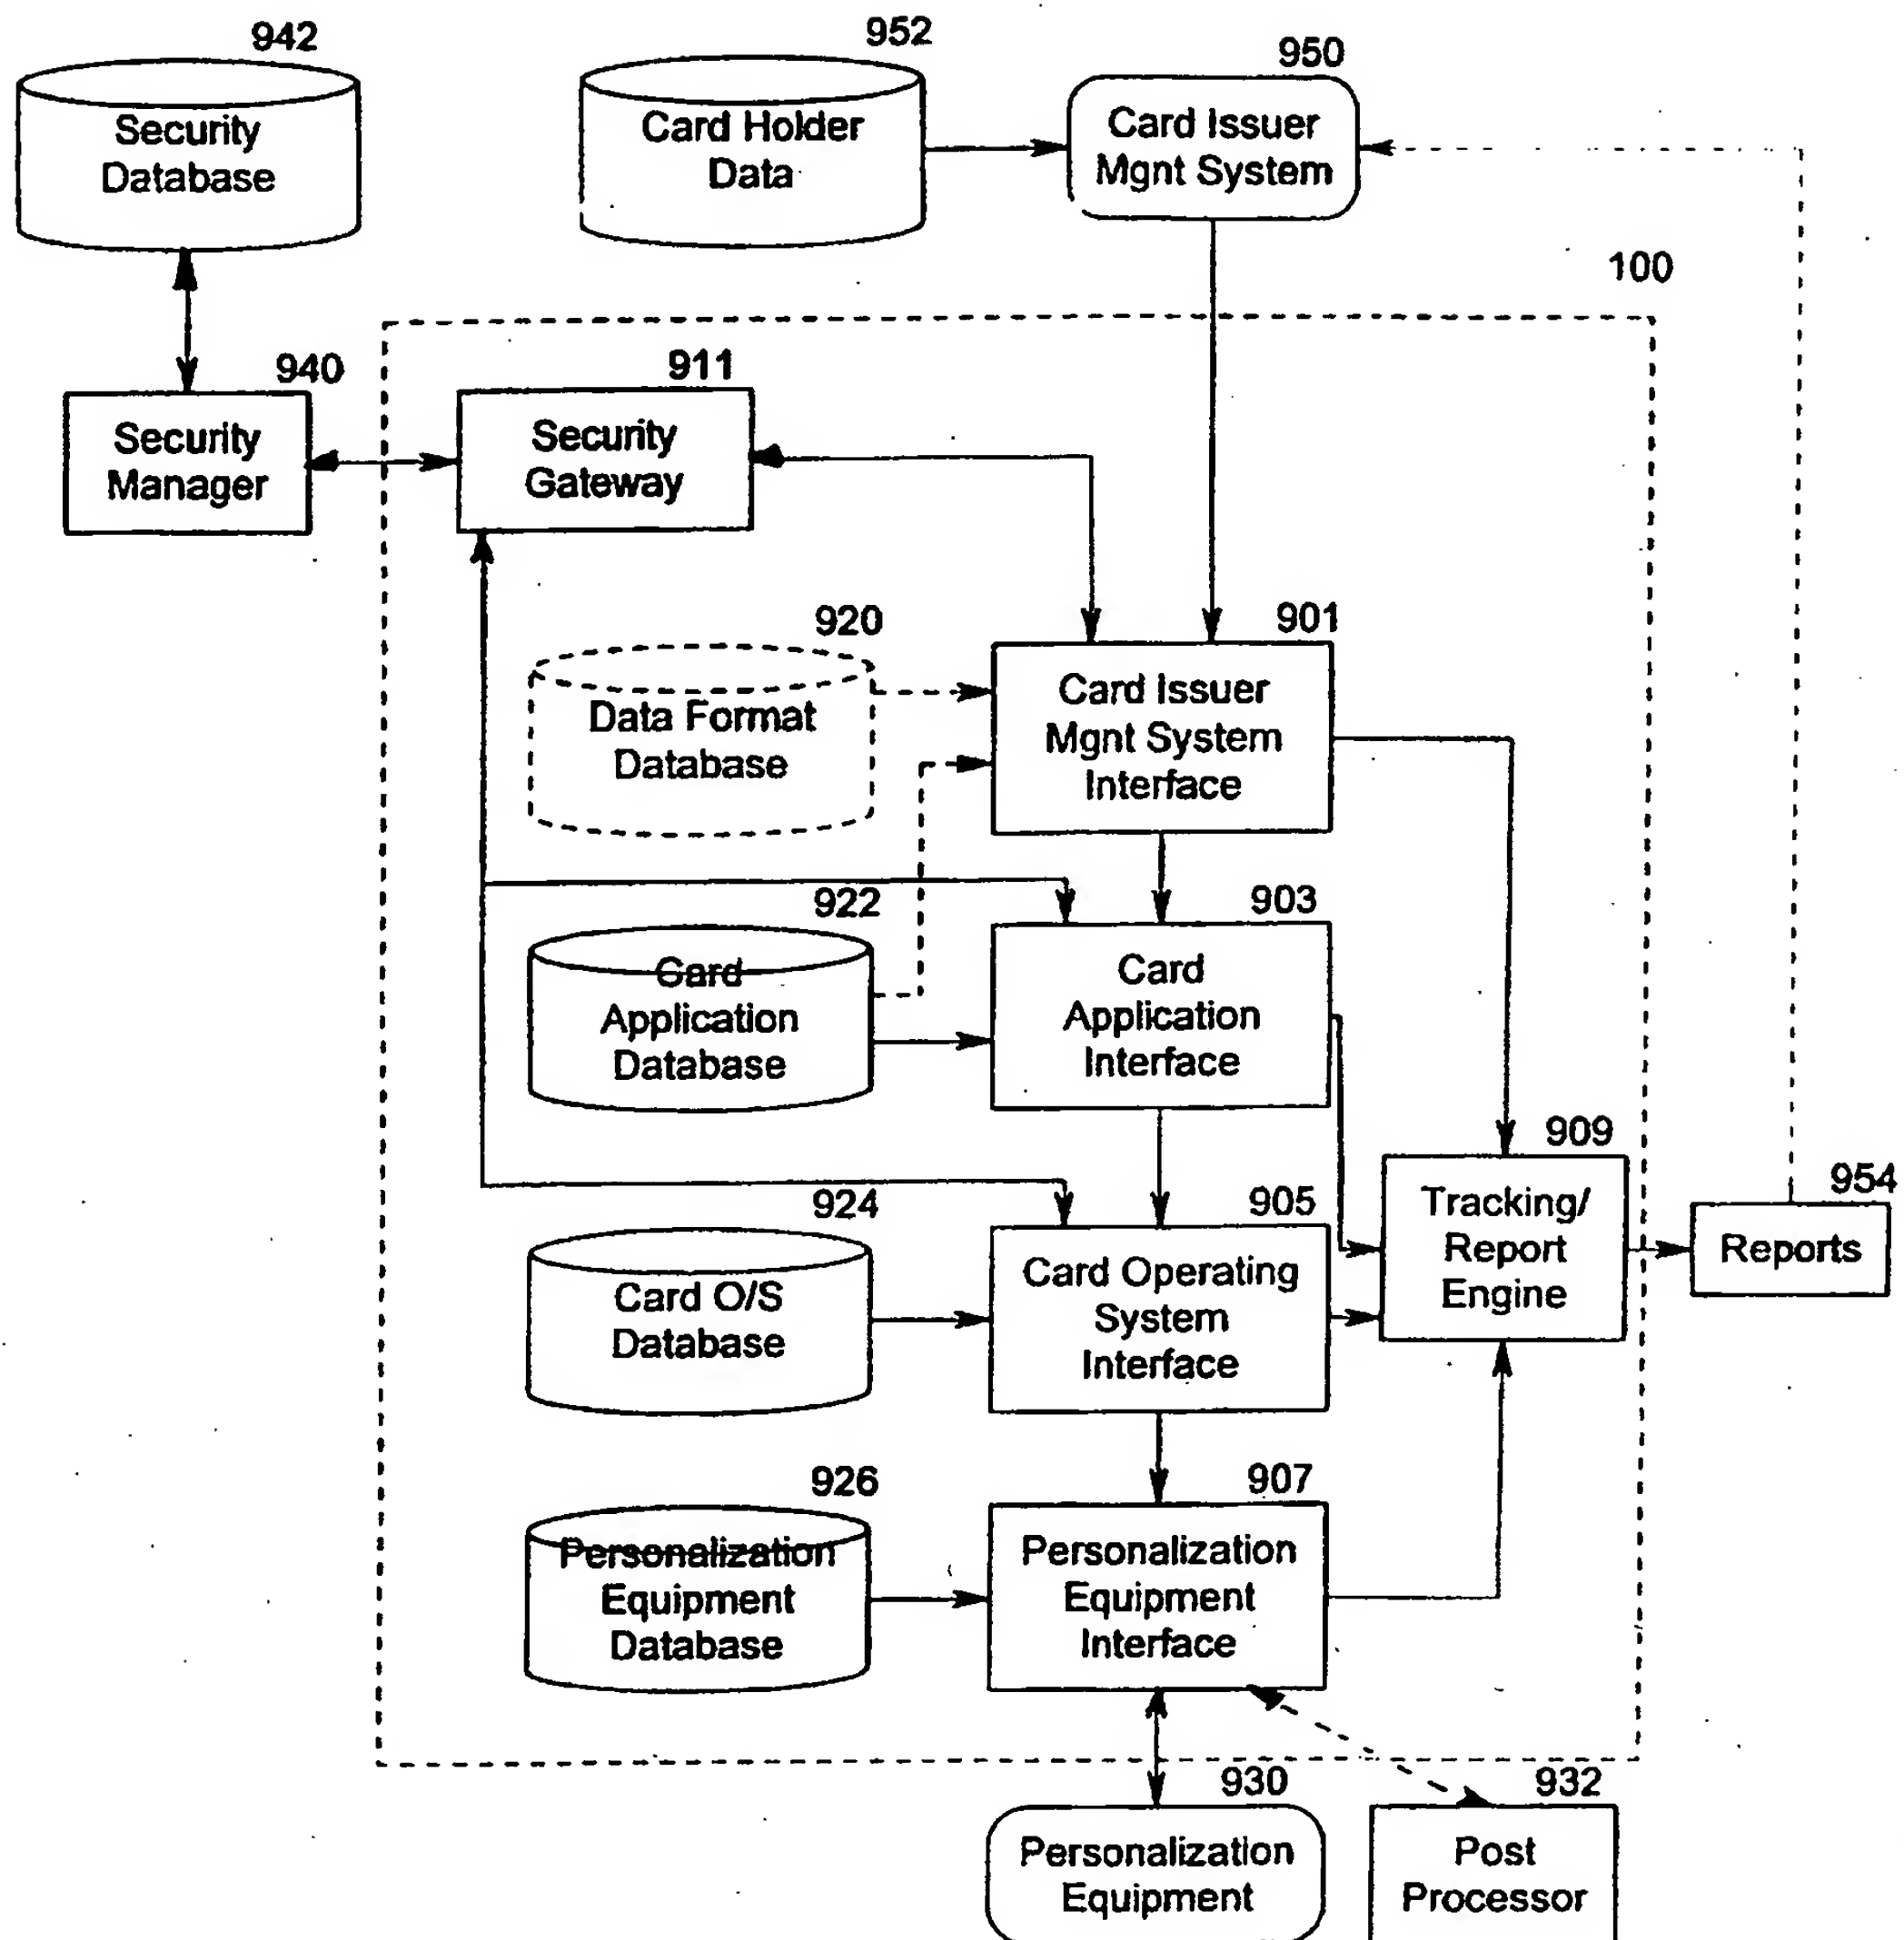 942
Security
Database
952
Card Holder
Data
950
Card Issuer
Mgnt System
100
940
Security
Manager
911
Security
Gateway
920
Data Format
Database
901
Card Issuer
Mgnt System
Interface
922
Card
Application
Database
903
Card
Application
Interface
909
Tracking/
Report
Engine
954
Reports
924
Card O/S
Database
905
Card Operating
System
Interface
926
Personalization
Equipment
Database
907
Personalization
Equipment
Interface
930
Personalization
Equipment
932
Post
Processor